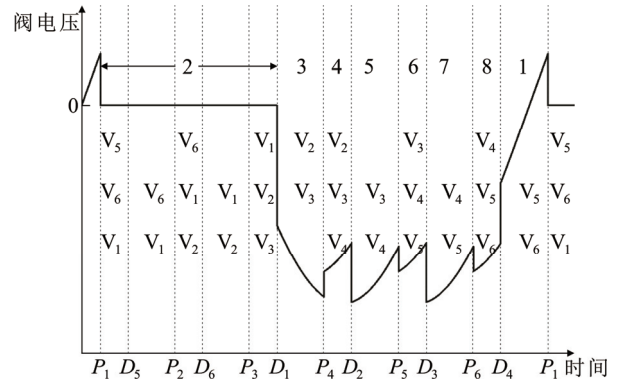 阀电压
2 3 4 5 6 7 8 1
0
V₅ V₆ V₁ V₂ V₂ V₃ V₄ V₅
V₆ V₆ V₁ V₁ V₂ V₃ V₃ V₃ V₄ V₄ V₅ V₅ V₆
V₁ V₁ V₂ V₂ V₃ V₄ V₄ V₅ V₅ V₆ V₆ V₁
P₁ D₅ P₂ D₆ P₃ D₁ P₄ D₂ P₅ D₃ P₆ D₄ P₁ 时间